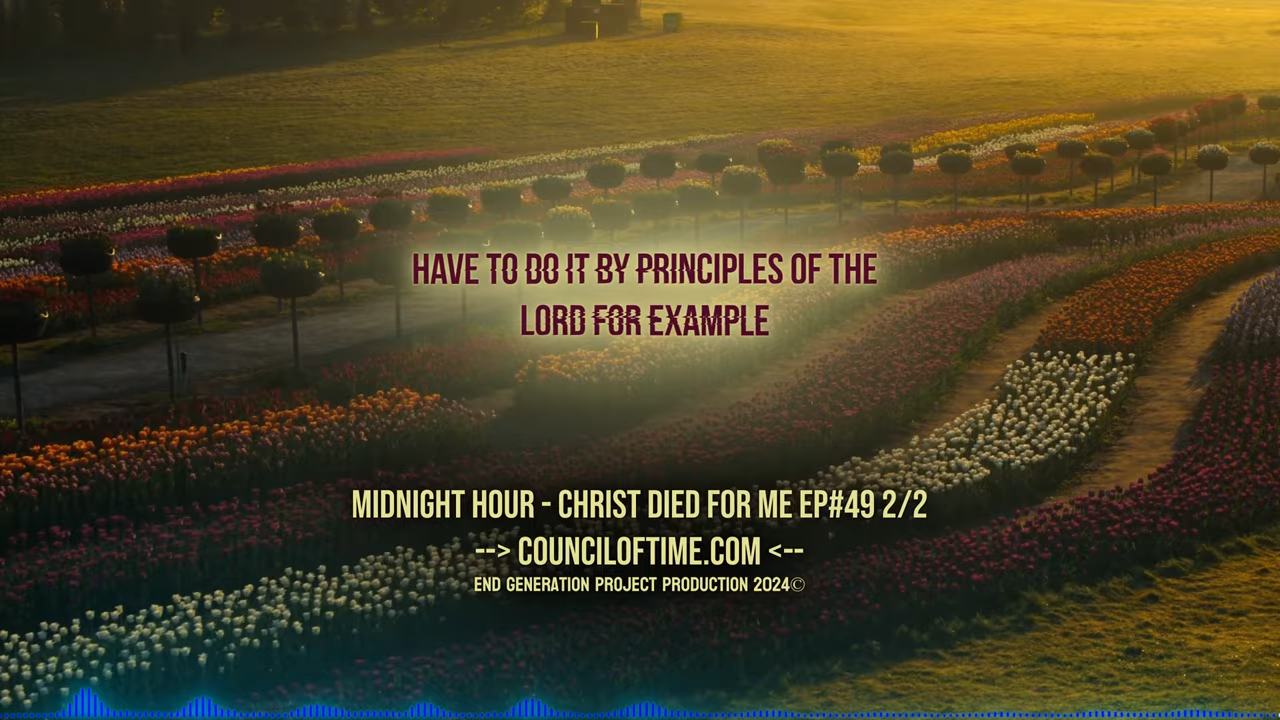 HAVE TO DO IT BY PRINCIPLES OF THE
LORD FOR EXAMPLE
MIDNIGHT HOUR - CHRIST DIED FOR ME EP#49 2/2
--> COUNCILOFTIME.COM <--
END GENERATION PROJECT PRODUCTION 2024©